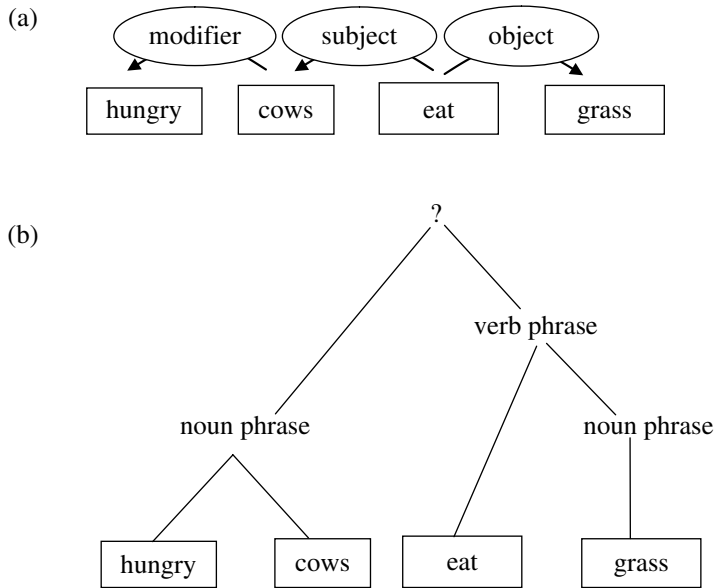 (a)
modifier subject object
hungry cows eat grass
?
(b)
verb phrase
noun phrase noun phrase
hungry cows eat grass